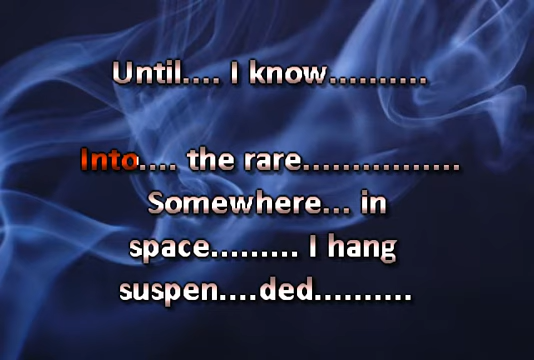 Until.... I know..........
Into.... the rare................
Somewhere... in
space......... I hang
suspen....ded..........